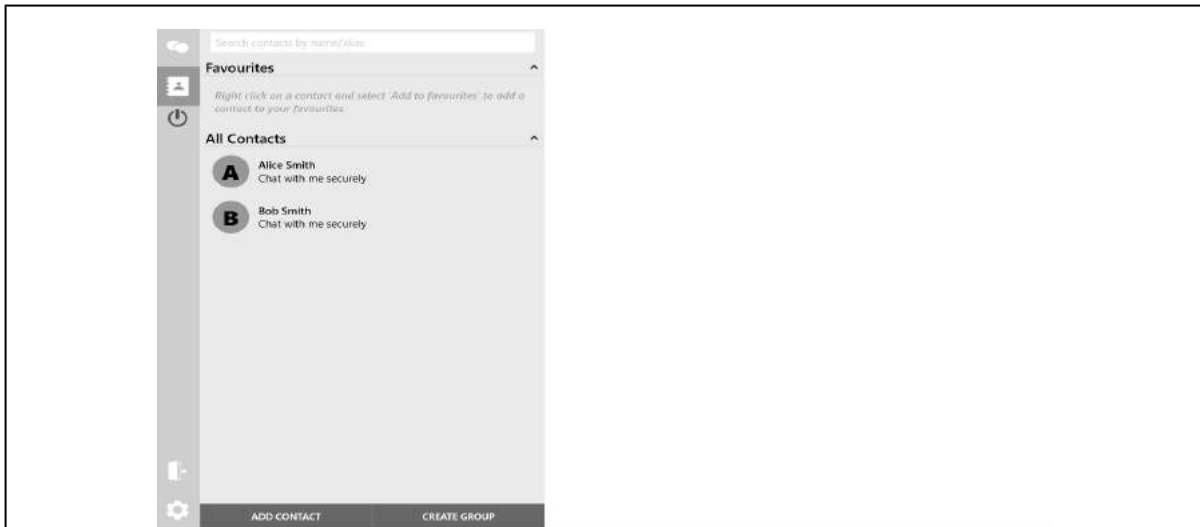 Search contacts by name/alias
Favourites
Right click on a contact and select 'Add to favourites' to add a
contact to your favourites
All Contacts
A
Alice Smith
Chat with me securely
B
Bob Smith
Chat with me securely
ADD CONTACT
CREATE GROUP